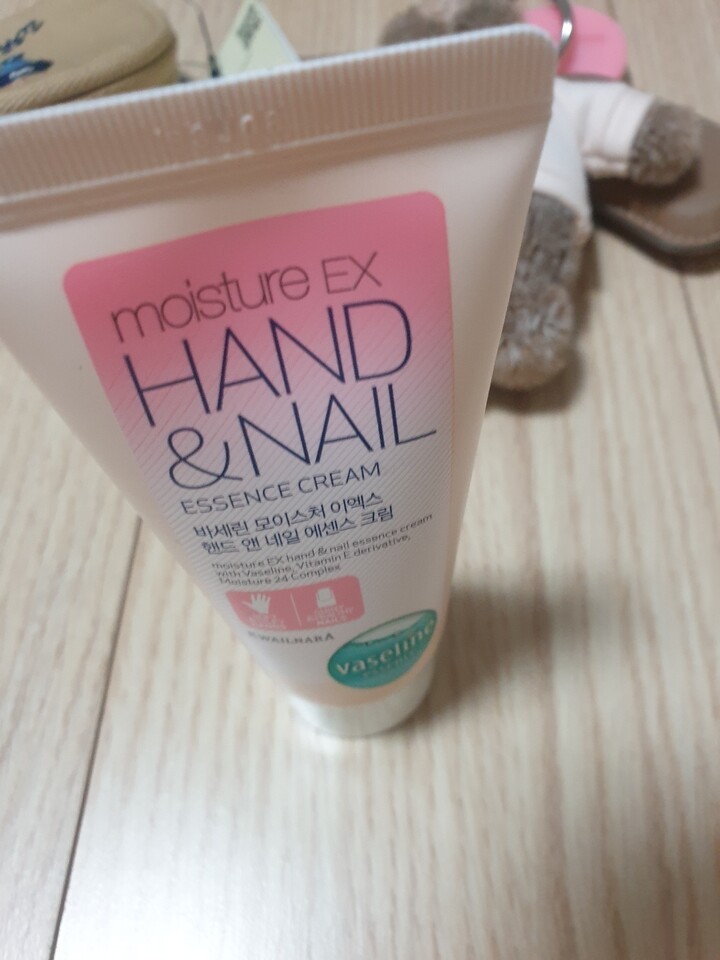 moisture EX
HAND
&NAIL
ESSENCE CREAM
바세린 모이스처 이엑스
핸드 앤 네일 에센스 크림
moisture EX hand & nail essence cream
with Vaseline, Vitamin E derivative,
Moisture 24 Complex
KWAILNARA
vaseline